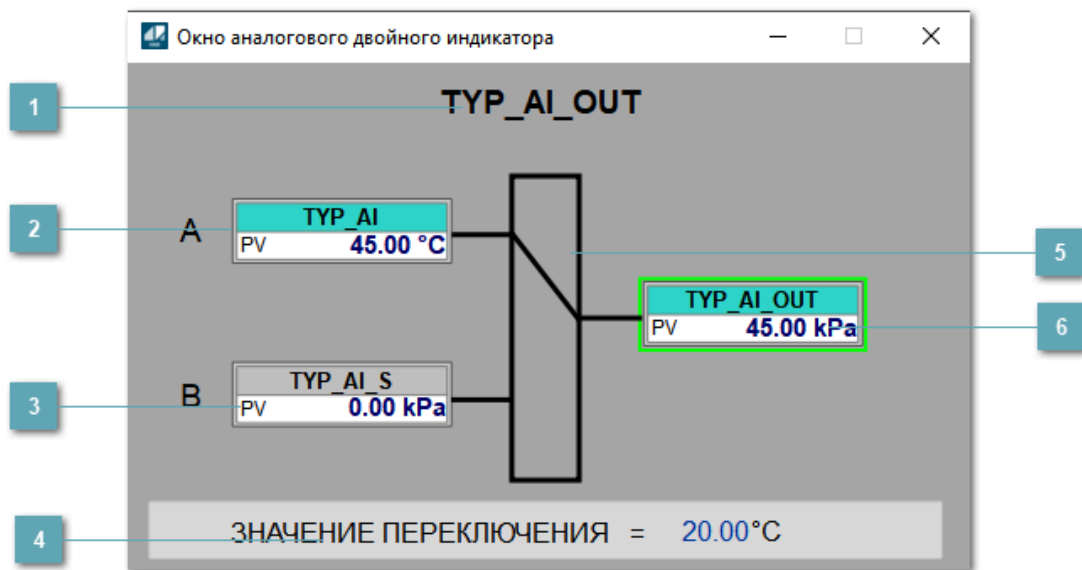 Окно аналогового двойного индикатора
1
TYP_AI_OUT
2
A
TYP_AI
PV 45.00 °C
5
TYP_AI_OUT
PV 45.00 kPa
6
3
B
TYP_AI_S
PV 0.00 kPa
4
ЗНАЧЕНИЕ ПЕРЕКЛЮЧЕНИЯ = 20.00°C